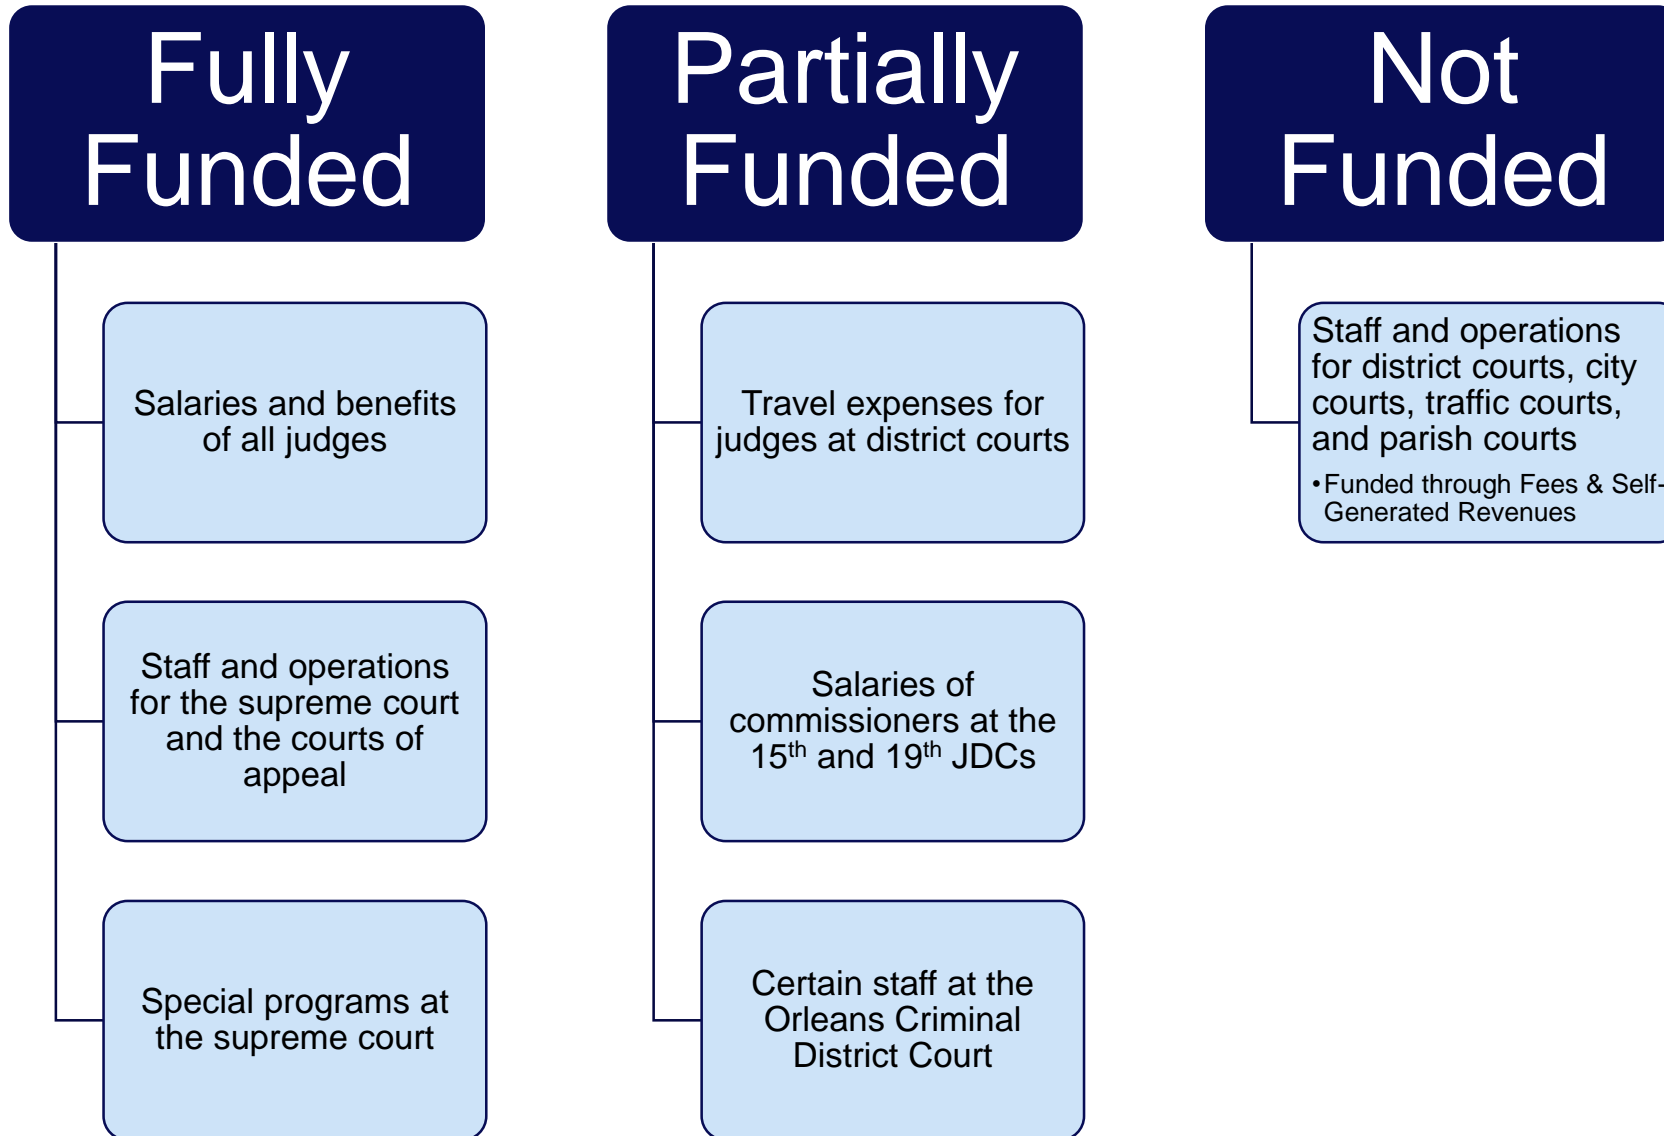 Fully
Funded
Salaries and benefits
of all judges
Staff and operations
for the supreme court
and the courts of
appeal
Special programs at
the supreme court
Partially
Funded
Travel expenses for
judges at district courts
Salaries of
commissioners at the
15th and 19th JDCs
Certain staff at the
Orleans Criminal
District Court
Not
Funded
Staff and operations
for district courts, city
courts, traffic courts,
and parish courts
•Funded through Fees & Self-
Generated Revenues